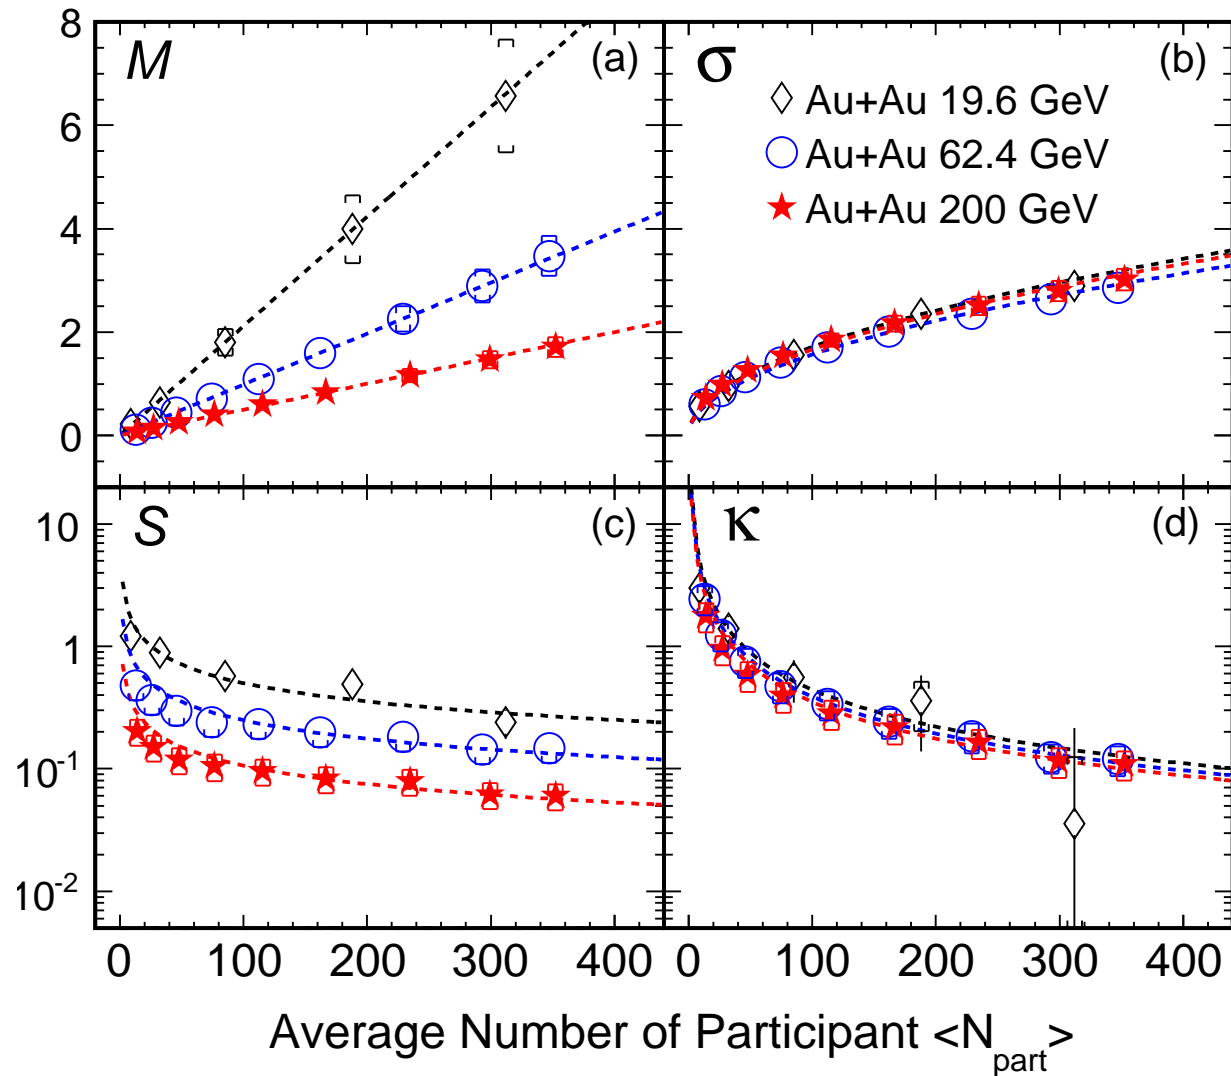 M (a)
σ (b)
Au+Au 19.6 GeV
Au+Au 62.4 GeV
Au+Au 200 GeV
8
6
4
2
0
S (c)
κ (d)
10
1
10^-1
10^-2
0 100 200 300 400
0 100 200 300 400
Average Number of Participant <N_part>